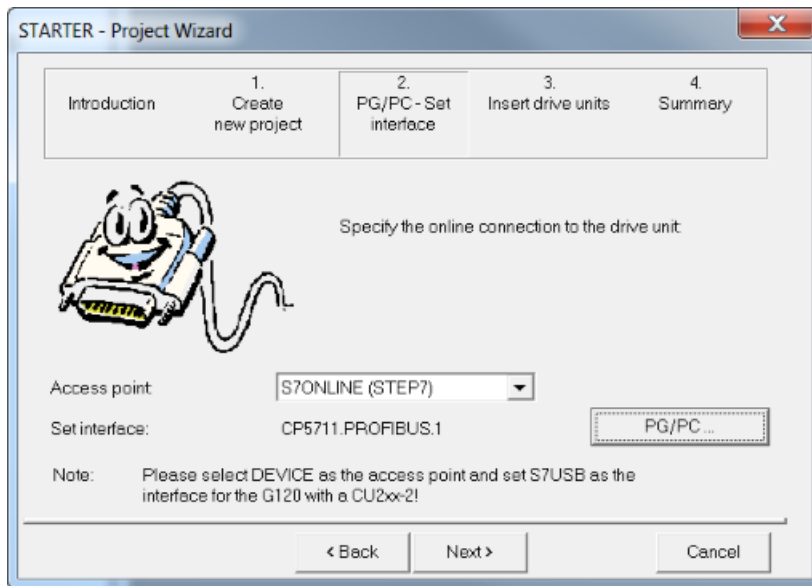 STARTER - Project Wizard
Introduction
1.
Create
new project
2.
PG/PC - Set
interface
3.
Insert drive units
4.
Summary
Specify the online connection to the drive unit:
Access point:
S7ONLINE (STEP7)
Set interface:
CP5711.PROFIBUS.1
PG/PC ...
Note:
Please select DEVICE as the access point and set S7USB as the
interface for the G120 with a CU2xx-2!
< Back
Next >
Cancel